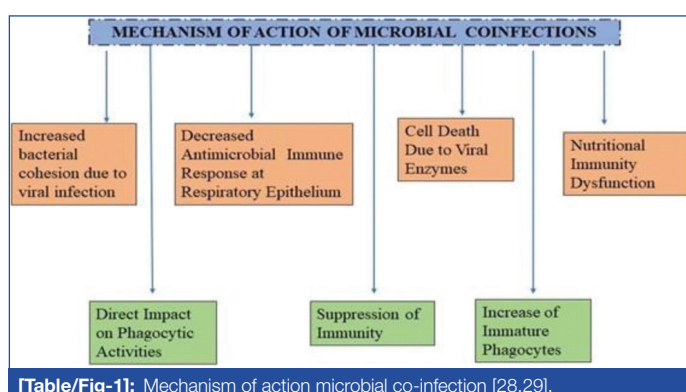 MECHANISM OF ACTION OF MICROBIAL COINFECTIONS
Increased
bacterial
cohesion due to
viral infection
Decreased
Antimicrobial Immune
Response at
Respiratory Epithelium
Cell Death
Due to Viral
Enzymes
Nutritional
Immunity
Dysfunction
Direct Impact
on Phagocytic
Activities
Suppression of
Immunity
Increase of
Immature
Phagocytes
[Table/Fig-1]: Mechanism of action microbial co-infection [28,29].